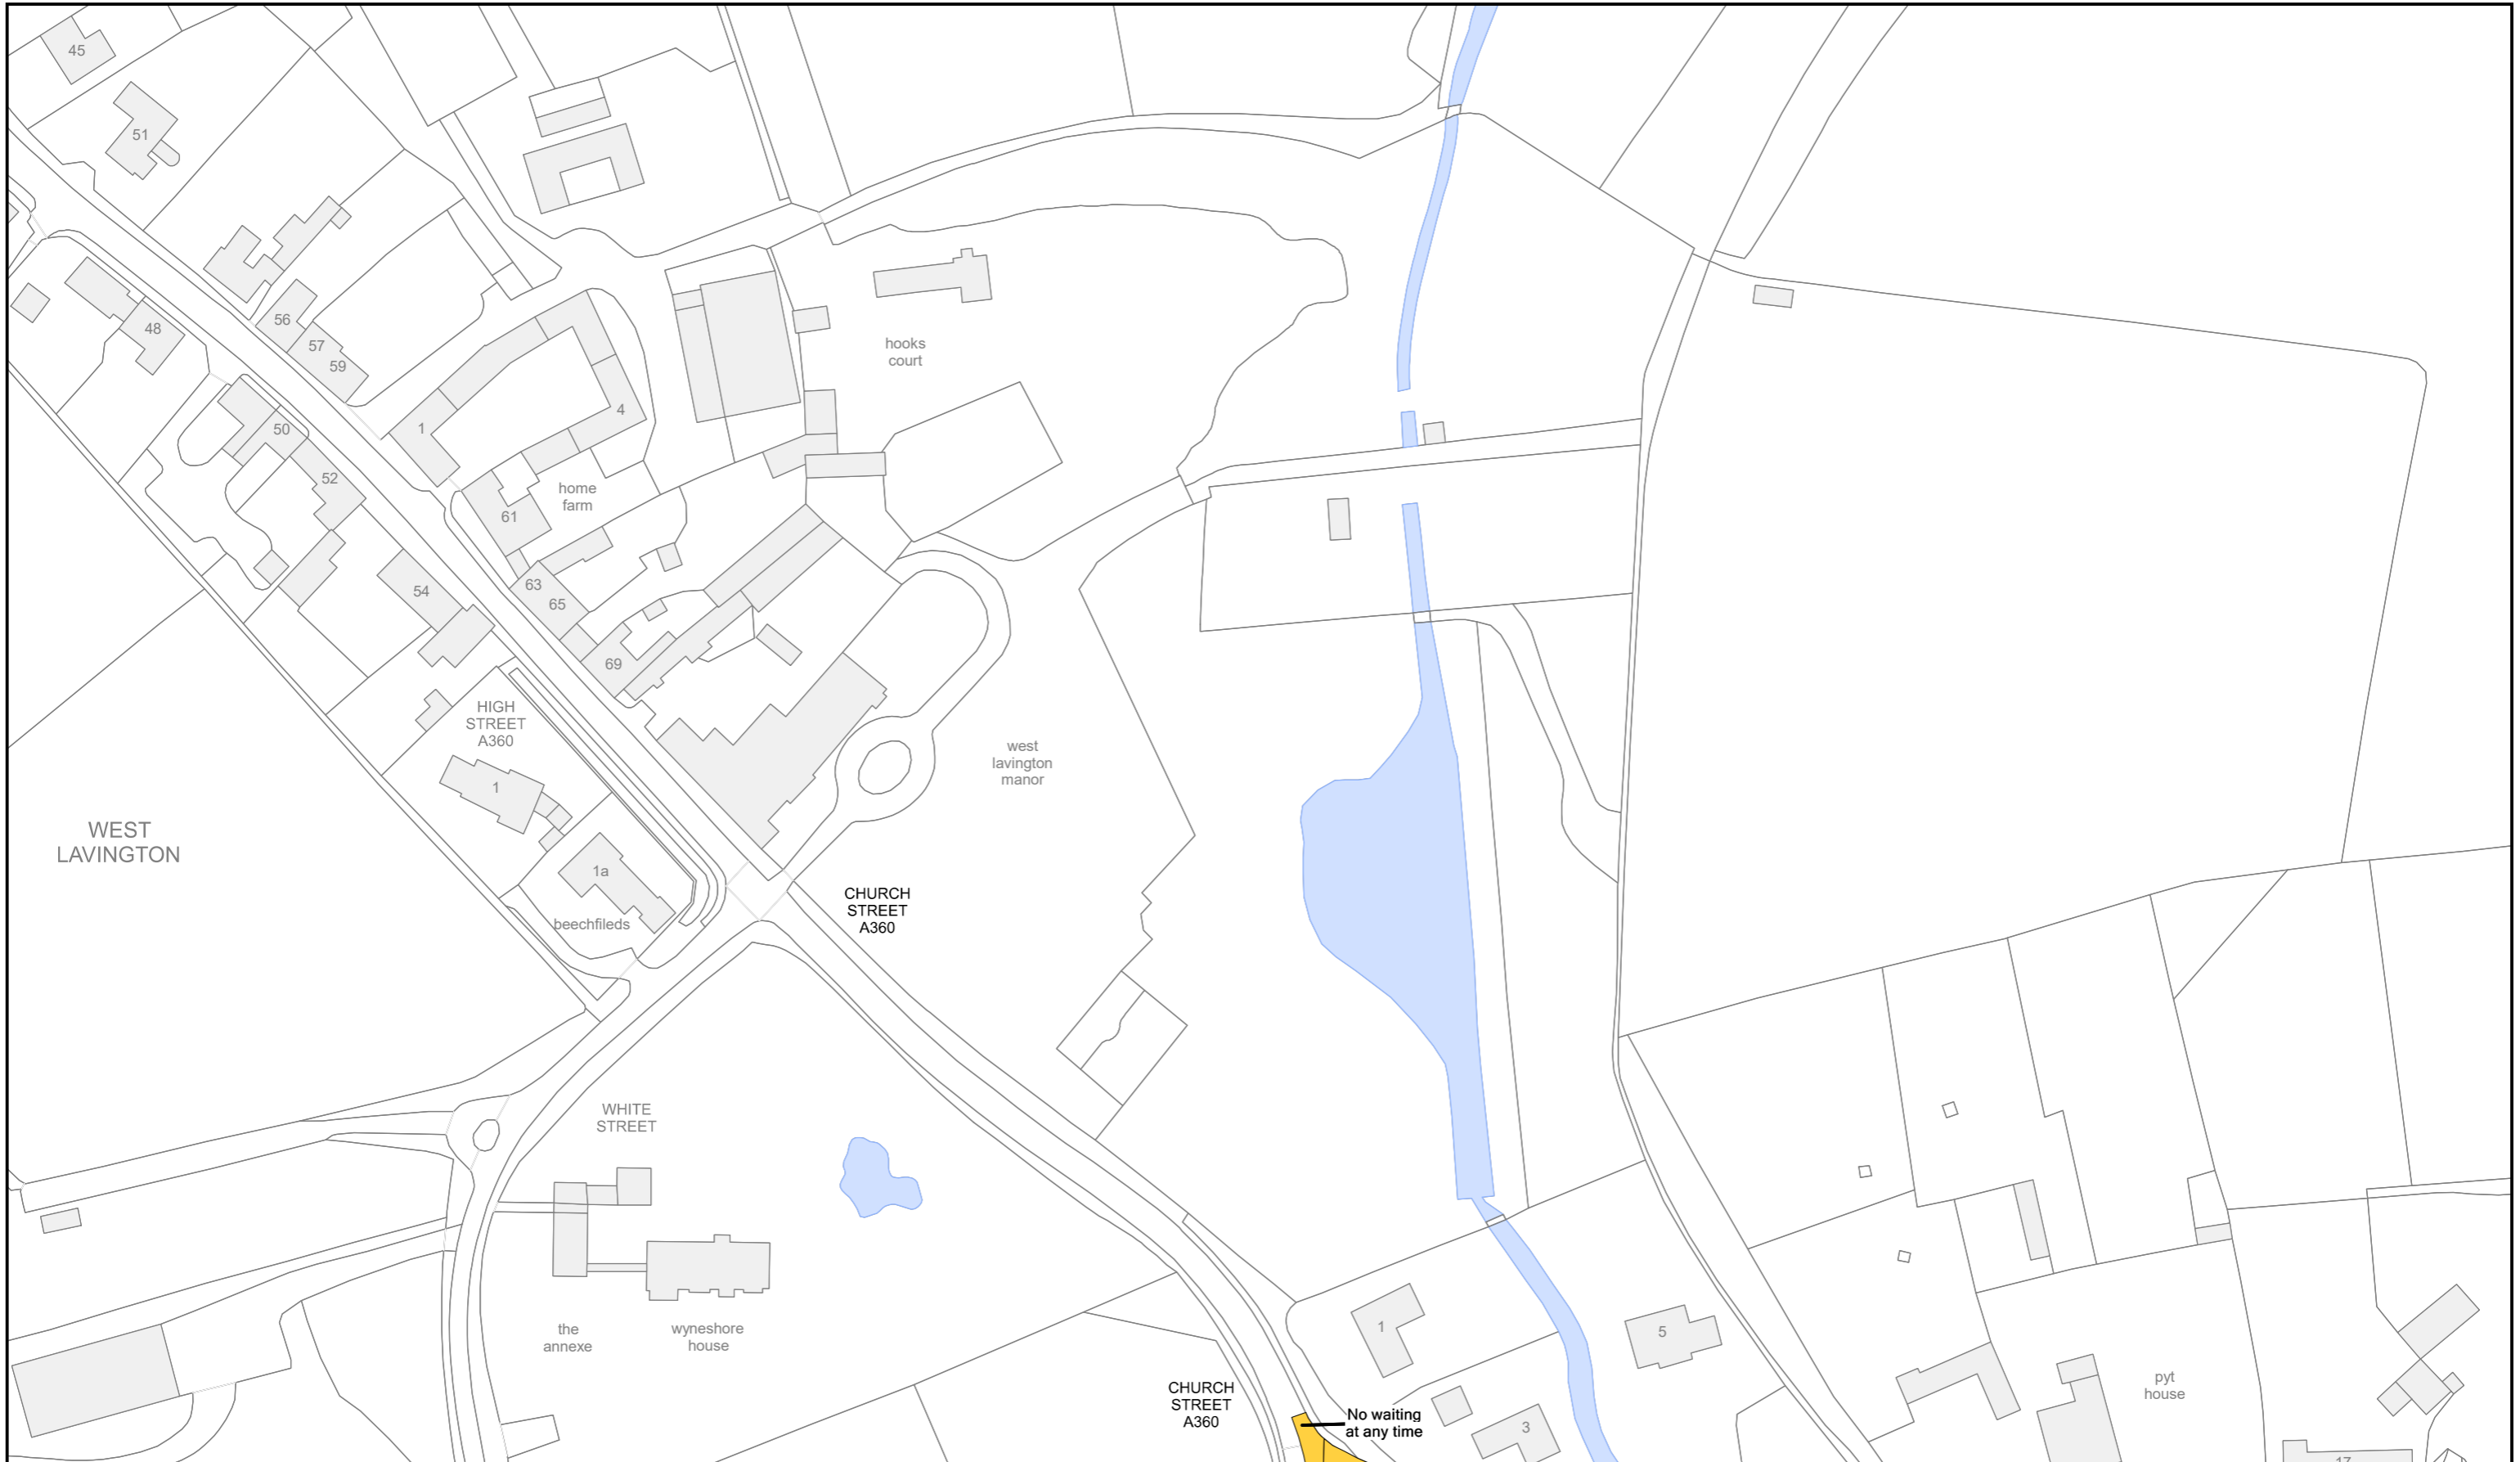 45
51
48
56
57
59
hooks
court
50
1
4
52
home
farm
61
54
63
65
69
HIGH
STREET
A360
west
lavington
manor
1
WEST
LAVINGTON
1a
beechfileds
CHURCH
STREET
A360
WHITE
STREET
the
annexe
wyneshore
house
1
5
pyt
house
CHURCH
STREET
A360
No waiting
at any time
3
17